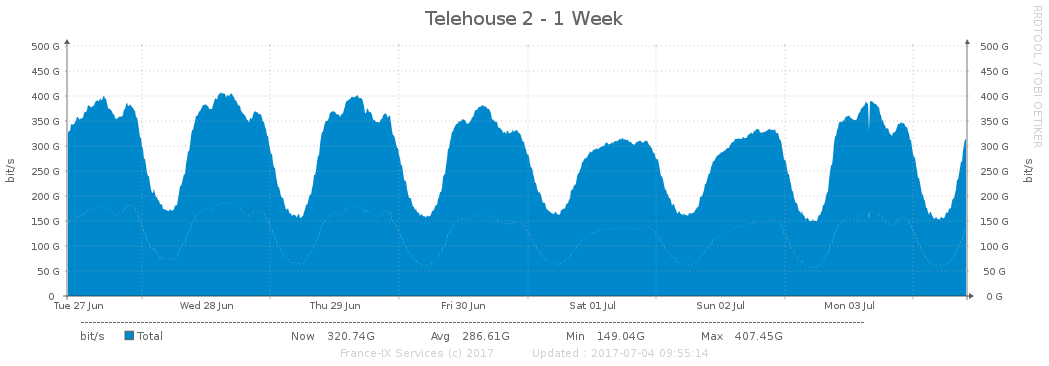 Telehouse 2 - 1 Week
RRDTOOL / TOBI OETIKER
bit/s
500 G 500 G
450 G 450 G
400 G 400 G
350 G 350 G
300 G 300 G
250 G 250 G
200 G 200 G
150 G 150 G
100 G 100 G
50 G 50 G
0 0 G
bit/s
Tue 27 Jun Wed 28 Jun Thu 29 Jun Fri 30 Jun Sat 01 Jul Sun 02 Jul Mon 03 Jul
bit/s Total Now 320.74G Avg 286.61G Min 149.04G Max 407.45G
France-IX Services (c) 2017 Updated : 2017-07-04 09:55:14